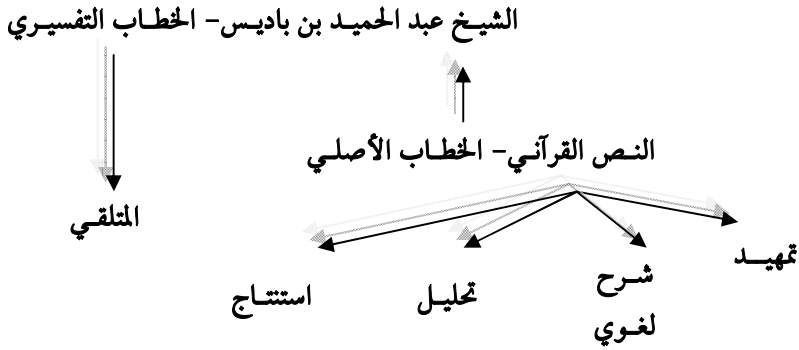 الشيخ عبد الحميد بن باديس- الخطاب التفسيري
النص القرآني- الخطاب الأصلي
المتلقي
تمهيد
شرح
لغوي
تحليل
استنتاج